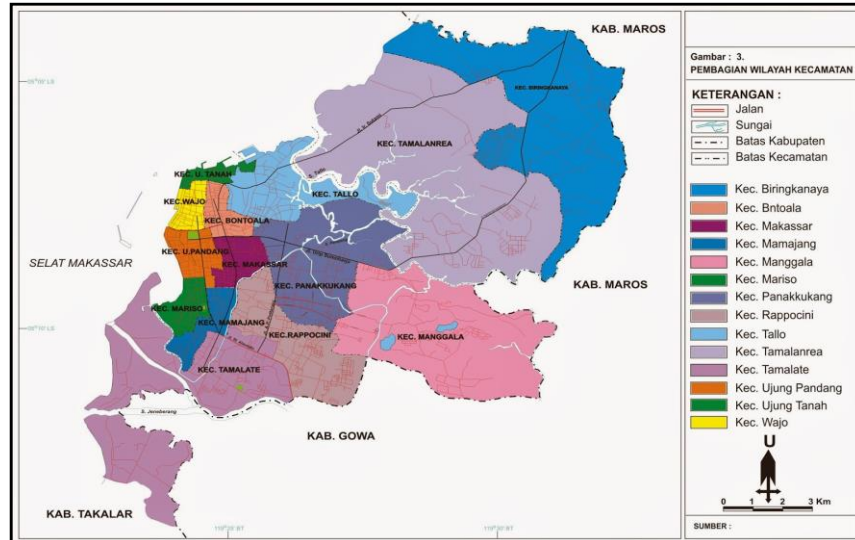 KAB. MAROS
KEC. BIRINGKANAYA
KEC. TAMALANREA
KEC. U. TANAH
KEC. TALLO
KEC.WAJO
KEC. BONTOALA
KEC. U.PANDANG
KEC. MAKASSAR
SELAT MAKASSAR
KEC. PANAKKUKANG
KAB. MAROS
KEC. MARISO
KEC. MAMAJANG
KEC.RAPPOCINI
KEC. MANGGALA
KEC. TAMALATE
S. Jeneberang
KAB. GOWA
KAB. TAKALAR
Gambar : 3.
PEMBAGIAN WILAYAH KECAMATAN
KETERANGAN :
Jalan
Sungai
Batas Kabupaten
Batas Kecamatan
Kec. Biringkanaya
Kec. Bntoala
Kec. Makassar
Kec. Mamajang
Kec. Manggala
Kec. Mariso
Kec. Panakkukang
Kec. Rappocini
Kec. Tallo
Kec. Tamalanrea
Kec. Tamalate
Kec. Ujung Pandang
Kec. Ujung Tanah
Kec. Wajo
U
0 1 2 3 Km
SUMBER :